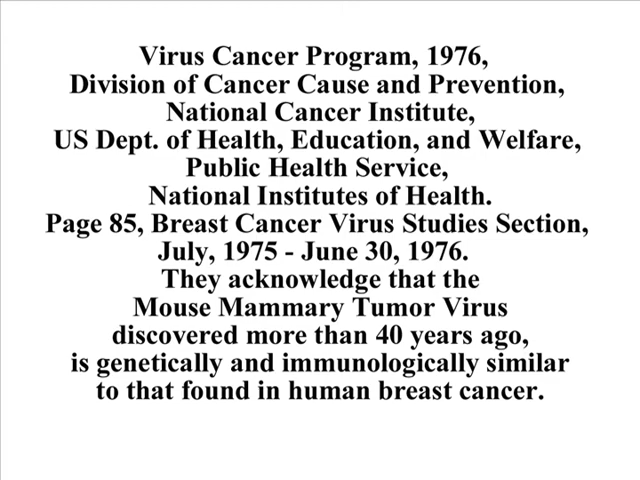 Virus Cancer Program, 1976,
Division of Cancer Cause and Prevention,
National Cancer Institute,
US Dept. of Health, Education, and Welfare,
Public Health Service,
National Institutes of Health.
Page 85, Breast Cancer Virus Studies Section,
July, 1975 - June 30, 1976.
They acknowledge that the
Mouse Mammary Tumor Virus
discovered more than 40 years ago,
is genetically and immunologically similar
to that found in human breast cancer.